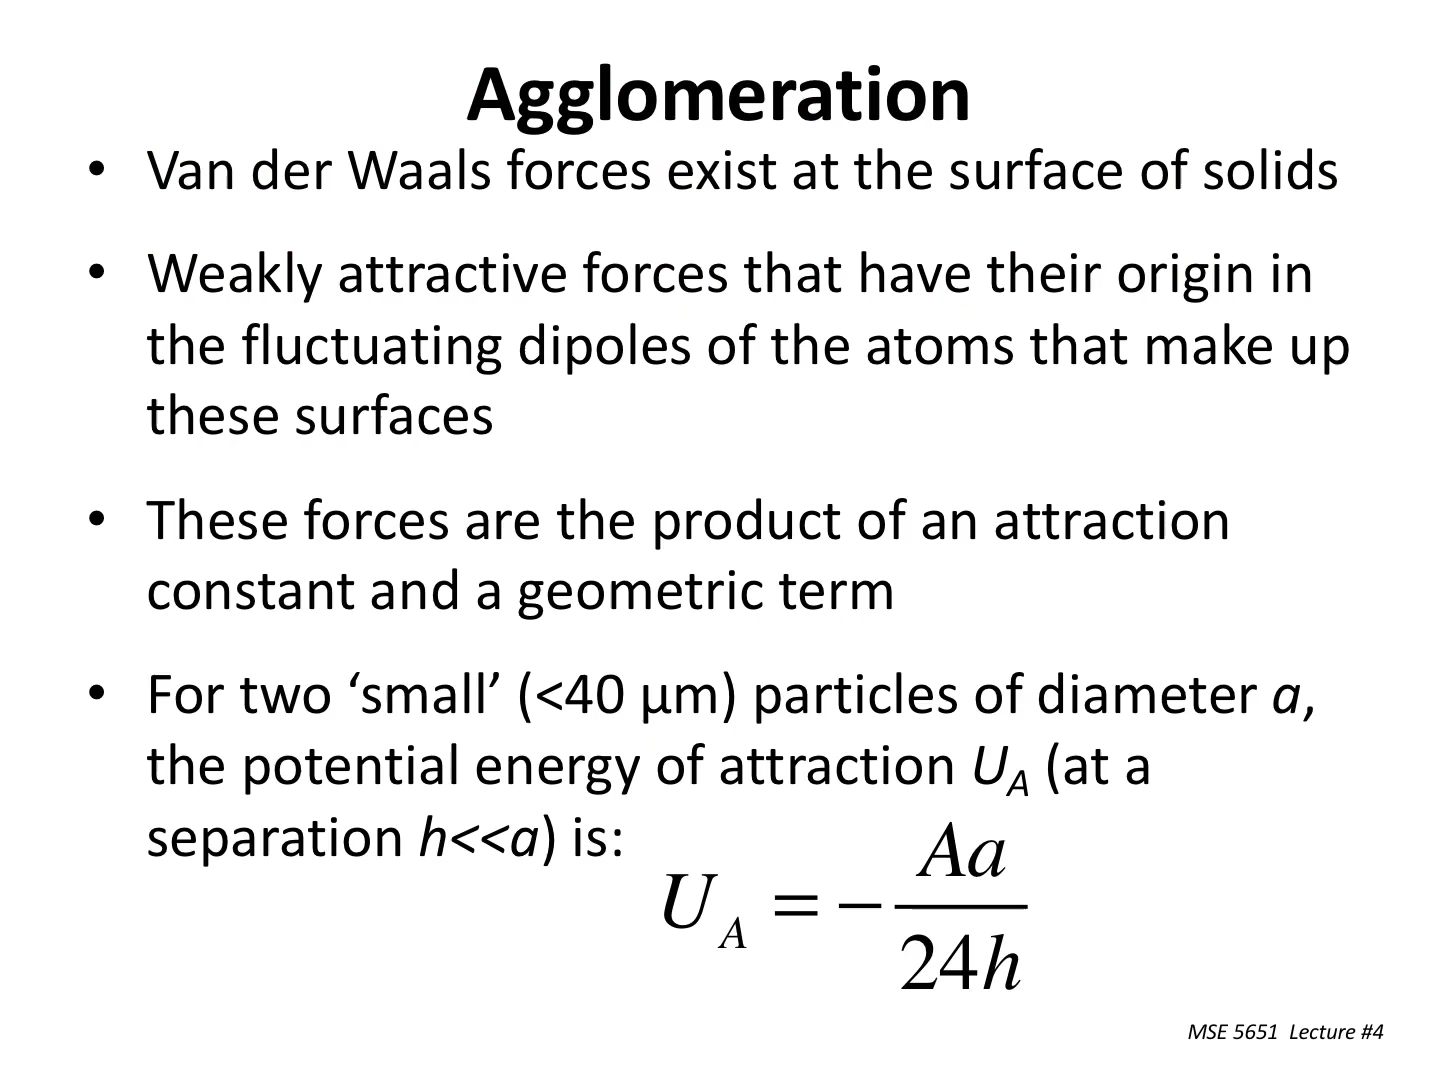 Agglomeration
• Van der Waals forces exist at the surface of solids
• Weakly attractive forces that have their origin in
the fluctuating dipoles of the atoms that make up
these surfaces
• These forces are the product of an attraction
constant and a geometric term
• For two ‘small’ (<40 μm) particles of diameter a,
the potential energy of attraction U_A (at a
separation h<<a) is:
U_A = − Aa / 24h
MSE 5651 Lecture #4